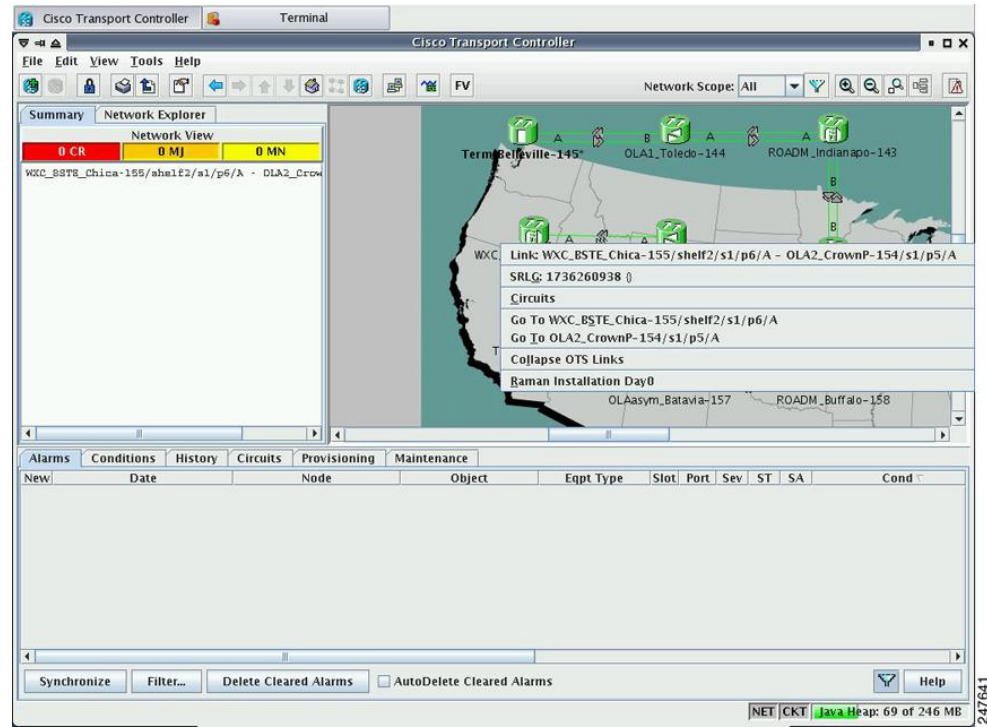 Cisco Transport Controller
Terminal
Cisco Transport Controller
File Edit View Tools Help
FV
Network Scope: All
Summary Network Explorer
Network View
0 CR 0 MJ 0 MN
WXC_BSTE_Chica-155/shelf2/s1/p6/A - OLA2_Crow
A B A A
Term_Belleville-145* OLA1_Toledo-144 ROADM_Indianapo-143
B
B
A A
WXC_
Link: WXC_BSTE_Chica-155/shelf2/s1/p6/A - OLA2_CrownP-154/s1/p5/A
SRLG: 1736260938 ()
Circuits
Go To WXC_BSTE_Chica-155/shelf2/s1/p6/A
Go To OLA2_CrownP-154/s1/p5/A
T
Collapse OTS Links
Raman Installation Day0
OLAasym_Batavia-157 ROADM_Buffalo-158
Alarms Conditions History Circuits Provisioning Maintenance
New Date Node Object Eqpt Type Slot Port Sev ST SA Cond
Synchronize Filter... Delete Cleared Alarms AutoDelete Cleared Alarms Help
NET CKT Java Heap: 69 of 246 MB
247641